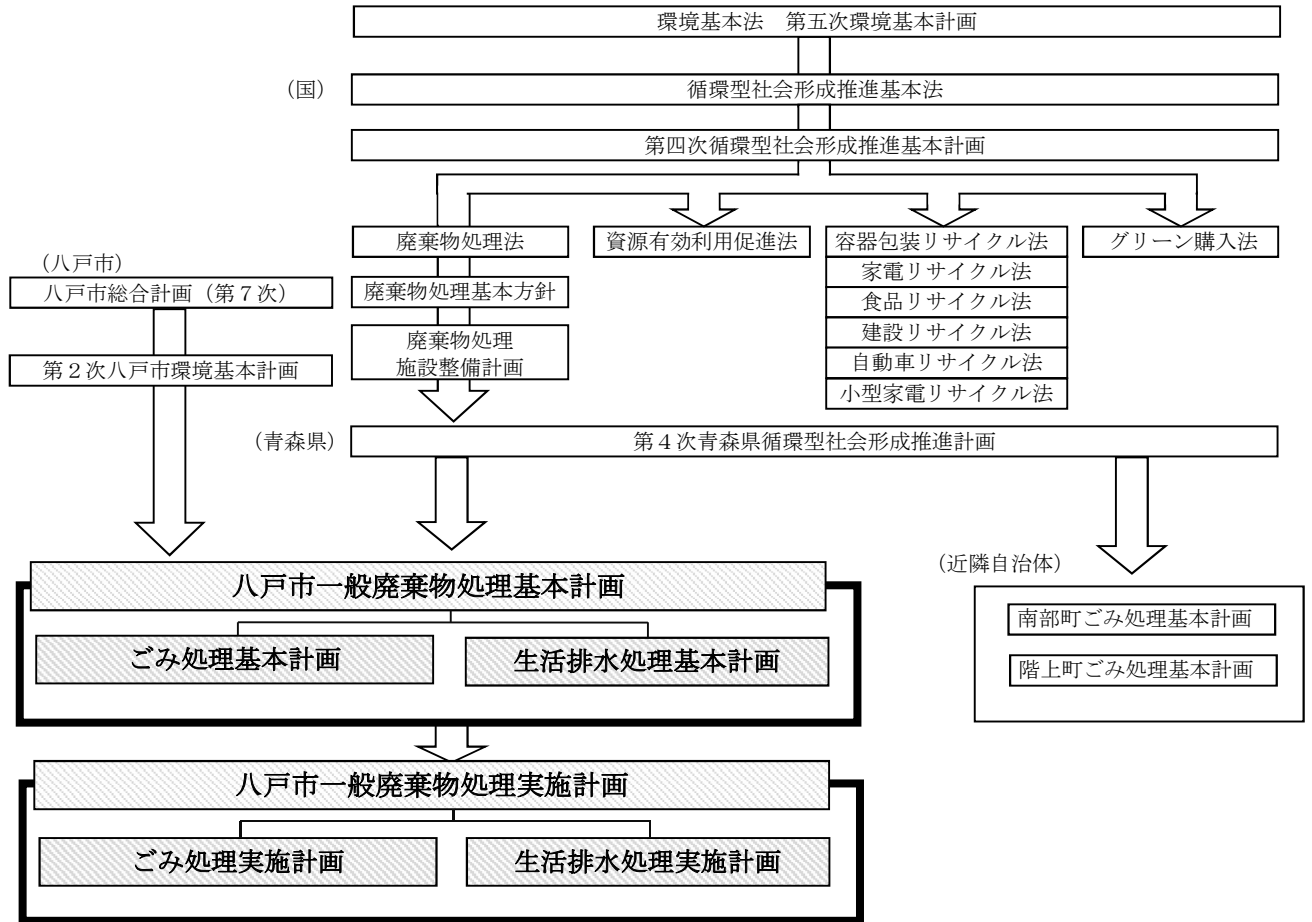 環境基本法　第五次環境基本計画
（国）
循環型社会形成推進基本法
第四次循環型社会形成推進基本計画
廃棄物処理法
資源有効利用促進法
容器包装リサイクル法
グリーン購入法
家電リサイクル法
食品リサイクル法
建設リサイクル法
自動車リサイクル法
小型家電リサイクル法
廃棄物処理基本方針
廃棄物処理
施設整備計画
（八戸市）
八戸市総合計画（第７次）
第２次八戸市環境基本計画
（青森県）
第４次青森県循環型社会形成推進計画
八戸市一般廃棄物処理基本計画
ごみ処理基本計画
生活排水処理基本計画
（近隣自治体）
南部町ごみ処理基本計画
階上町ごみ処理基本計画
八戸市一般廃棄物処理実施計画
ごみ処理実施計画
生活排水処理実施計画